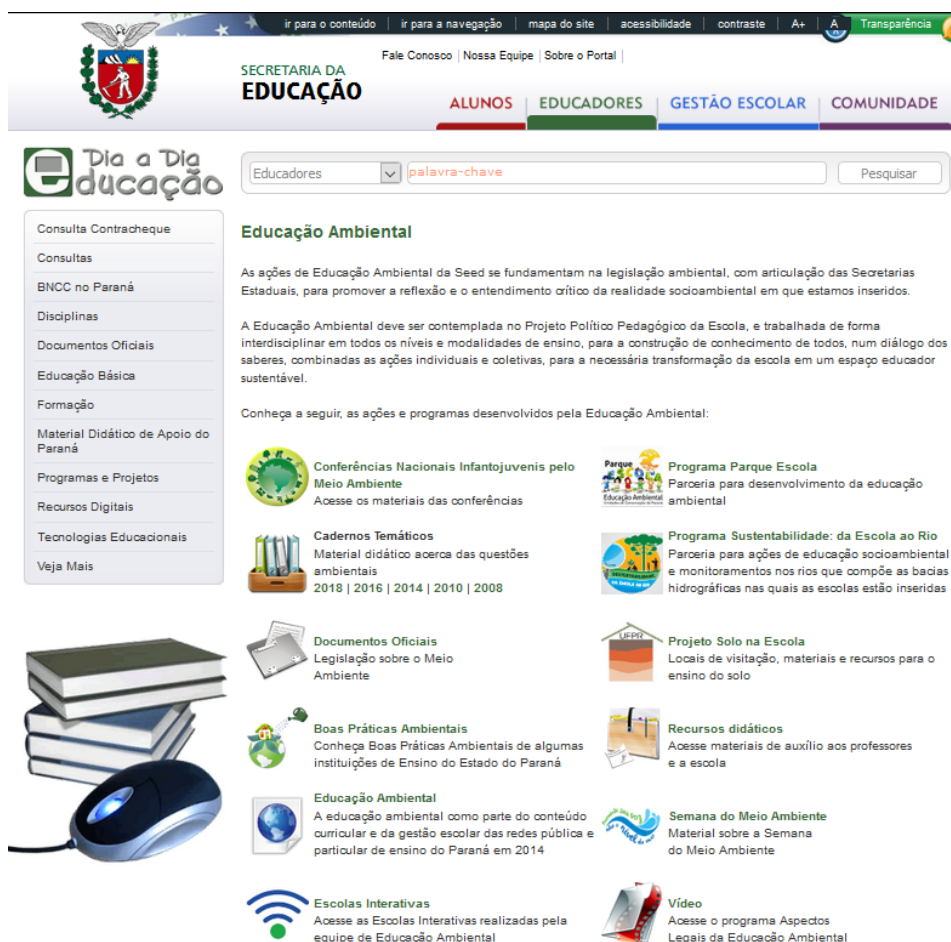 ir para o conteúdo | ir para a navegação | mapa do site | acessibilidade | contraste | A+ | A
Transparência
Fale Conosco | Nossa Equipe | Sobre o Portal |
SECRETARIA DA
EDUCAÇÃO
ALUNOS | EDUCADORES | GESTÃO ESCOLAR | COMUNIDADE
Dia a Dia
educação
Educadores
palavra-chave
Pesquisar
Consulta Contracheque
Consultas
BNCC no Paraná
Disciplinas
Documentos Oficiais
Educação Básica
Formação
Material Didático de Apoio do
Paraná
Programas e Projetos
Recursos Digitais
Tecnologias Educacionais
Veja Mais
Educação Ambiental
As ações de Educação Ambiental da Seed se fundamentam na legislação ambiental, com articulação das Secretarias
Estaduais, para promover a reflexão e o entendimento crítico da realidade socioambiental em que estamos inseridos.
A Educação Ambiental deve ser contemplada no Projeto Político Pedagógico da Escola, e trabalhada de forma
interdisciplinar em todos os níveis e modalidades de ensino, para a construção de conhecimento de todos, num diálogo dos
saberes, combinadas as ações individuais e coletivas, para a necessária transformação da escola em um espaço educador
sustentável.
Conheça a seguir, as ações e programas desenvolvidos pela Educação Ambiental:
Conferências Nacionais Infantojuvenis pelo
Meio Ambiente
Acesse os materiais das conferências
Parque
ESCOLA
Educação Ambiental
Programa Parque Escola
Parceria para desenvolvimento da educação
ambiental
Cadernos Temáticos
Material didático acerca das questões
ambientais
2018 | 2016 | 2014 | 2010 | 2008
SUSTENTABILIDADE
DA ESCOLA AO RIO
Programa Sustentabilidade: da Escola ao Rio
Parceria para ações de educação socioambiental
e monitoramentos nos rios que compõe as bacias
hidrográficas nas quais as escolas estão inseridas
Documentos Oficiais
Legislação sobre o Meio
Ambiente
UFPR
Projeto Solo na Escola
Locais de visitação, materiais e recursos para o
ensino do solo
Boas Práticas Ambientais
Conheça Boas Práticas Ambientais de algumas
instituições de Ensino do Estado do Paraná
Recursos didáticos
Acesse materiais de auxílio aos professores
e a escola
Educação Ambiental
A educação ambiental como parte do conteúdo
curricular e da gestão escolar das redes pública e
particular de ensino do Paraná em 2014
Semana do Meio Ambiente
Material sobre a Semana
do Meio Ambiente
Escolas Interativas
Acesse as Escolas Interativas realizadas pela
equipe de Educação Ambiental
Vídeo
Acesse o programa Aspectos
Legais da Educação Ambiental